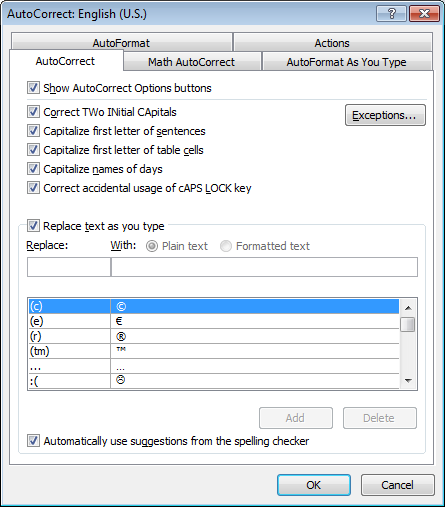 AutoCorrect: English (U.S.)
AutoFormat Actions
AutoCorrect Math AutoCorrect AutoFormat As You Type
Show AutoCorrect Options buttons
Correct TWo INitial CApitals Exceptions...
Capitalize first letter of sentences
Capitalize first letter of table cells
Capitalize names of days
Correct accidental usage of cAPS LOCK key
Replace text as you type
Replace: With: Plain text Formatted text
(c) ©
(e) €
(r) ®
(tm) ™
... …
:( ☹
Add Delete
Automatically use suggestions from the spelling checker
OK Cancel